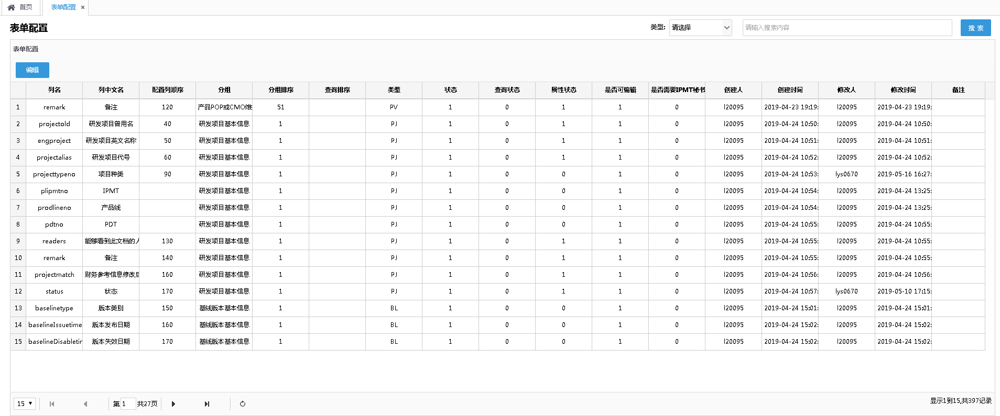 首页 表单配置 ×
表单配置 类型: 请选择 请输入搜索内容 搜 索
表单配置
编辑
列名 列中文名 配置列顺序 分组 分组排序 查询排序 类型 状态 查询状态 属性状态 是否可编辑 是否需要IPMT秘书 创建人 创建时间 修改人 修改时间 备注
1 remark 备注 120 产品POP或CMO维 51 PV 1 0 1 1 0 l20095 2019-04-23 19:19: l20095 2019-04-23 19:19:
2 projectold 研发项目曾用名 40 研发项目基本信息 1 PJ 1 0 1 1 0 l20095 2019-04-24 10:50: l20095 2019-04-24 10:50:
3 engproject 研发项目英文名称 50 研发项目基本信息 1 PJ 1 0 1 1 0 l20095 2019-04-24 10:51: l20095 2019-04-24 10:51:
4 projectalias 研发项目代号 60 研发项目基本信息 1 PJ 1 0 1 1 0 l20095 2019-04-24 10:52: l20095 2019-04-24 10:52:
5 projecttypeno 项目种类 90 研发项目基本信息 1 PJ 1 0 0 1 0 l20095 2019-04-24 10:53: lys0670 2019-05-16 16:27:
6 plipmtno IPMT 研发项目基本信息 1 PJ 1 0 0 1 0 l20095 2019-04-24 10:54: l20095 2019-04-24 13:25:
7 prodlineno 产品线 研发项目基本信息 1 PJ 1 0 0 1 0 l20095 2019-04-24 10:54: l20095 2019-04-24 13:25:
8 pdtno PDT 研发项目基本信息 1 PJ 1 0 0 1 0 l20095 2019-04-24 10:55: l20095 2019-04-24 10:55:
9 readers 能够看到此文档的人 130 研发项目基本信息 1 PJ 1 0 1 1 0 l20095 2019-04-24 10:55: l20095 2019-04-24 10:55:
10 remark 备注 140 研发项目基本信息 1 PJ 1 0 1 1 0 l20095 2019-04-24 10:55: l20095 2019-04-24 10:55:
11 projectmatch 财务参考信息修改后 160 研发项目基本信息 1 PJ 1 0 1 1 0 l20095 2019-04-24 10:56: l20095 2019-04-24 10:56:
12 status 状态 170 研发项目基本信息 1 PJ 1 0 1 1 0 l20095 2019-04-24 10:57: lys0670 2019-05-10 17:15:
13 baselinetype 版本类别 150 基线版本基本信息 1 BL 1 0 0 1 0 l20095 2019-04-24 15:01: l20095 2019-04-24 15:01:
14 baselineIssuetime 版本发布日期 160 基线版本基本信息 1 BL 1 0 0 1 0 l20095 2019-04-24 15:02: l20095 2019-04-24 15:02:
15 baselineDisabletin 版本失效日期 170 基线版本基本信息 1 BL 1 0 0 1 0 l20095 2019-04-24 15:02: l20095 2019-04-24 15:02:
15 第 1 共27页 显示1到15,共397记录